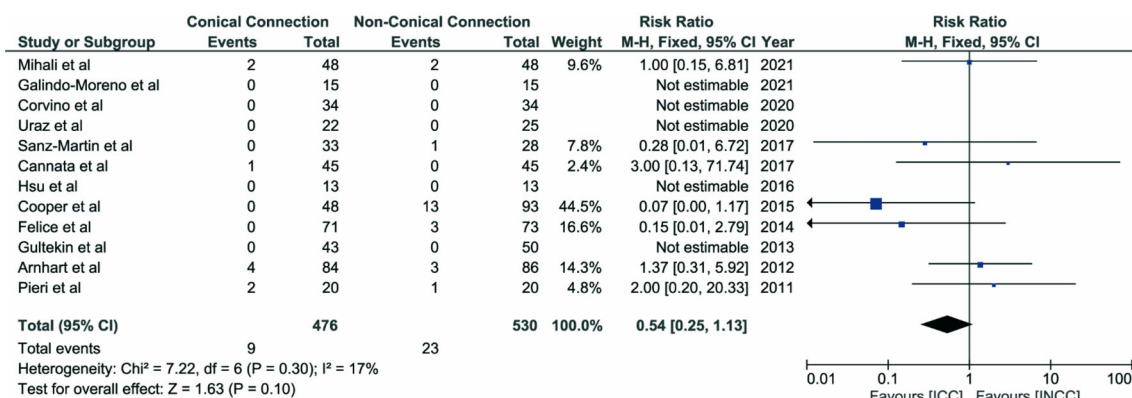 Conical Connection Non-Conical Connection Risk Ratio Risk Ratio
Study or Subgroup Events Total Events Total Weight M-H, Fixed, 95% CI Year M-H, Fixed, 95% CI
Mihali et al 2 48 2 48 9.6% 1.00 [0.15, 6.81] 2021
Galindo-Moreno et al 0 15 0 15 Not estimable 2021
Corvino et al 0 34 0 34 Not estimable 2020
Uraz et al 0 22 0 25 Not estimable 2020
Sanz-Martin et al 0 33 1 28 7.8% 0.28 [0.01, 6.72] 2017
Cannata et al 1 45 0 45 2.4% 3.00 [0.13, 71.74] 2017
Hsu et al 0 13 0 13 Not estimable 2016
Cooper et al 0 48 13 93 44.5% 0.07 [0.00, 1.17] 2015
Felice et al 0 71 3 73 16.6% 0.15 [0.01, 2.79] 2014
Gultekin et al 0 43 0 50 Not estimable 2013
Arnhart et al 4 84 3 86 14.3% 1.37 [0.31, 5.92] 2012
Pieri et al 2 20 1 20 4.8% 2.00 [0.20, 20.33] 2011
Total (95% CI) 476 530 100.0% 0.54 [0.25, 1.13]
Total events 9 23
Heterogeneity: Chi² = 7.22, df = 6 (P = 0.30); I² = 17%
Test for overall effect: Z = 1.63 (P = 0.10)
0.01 0.1 1 10 100
Favours [ICC] Favours [INCC]